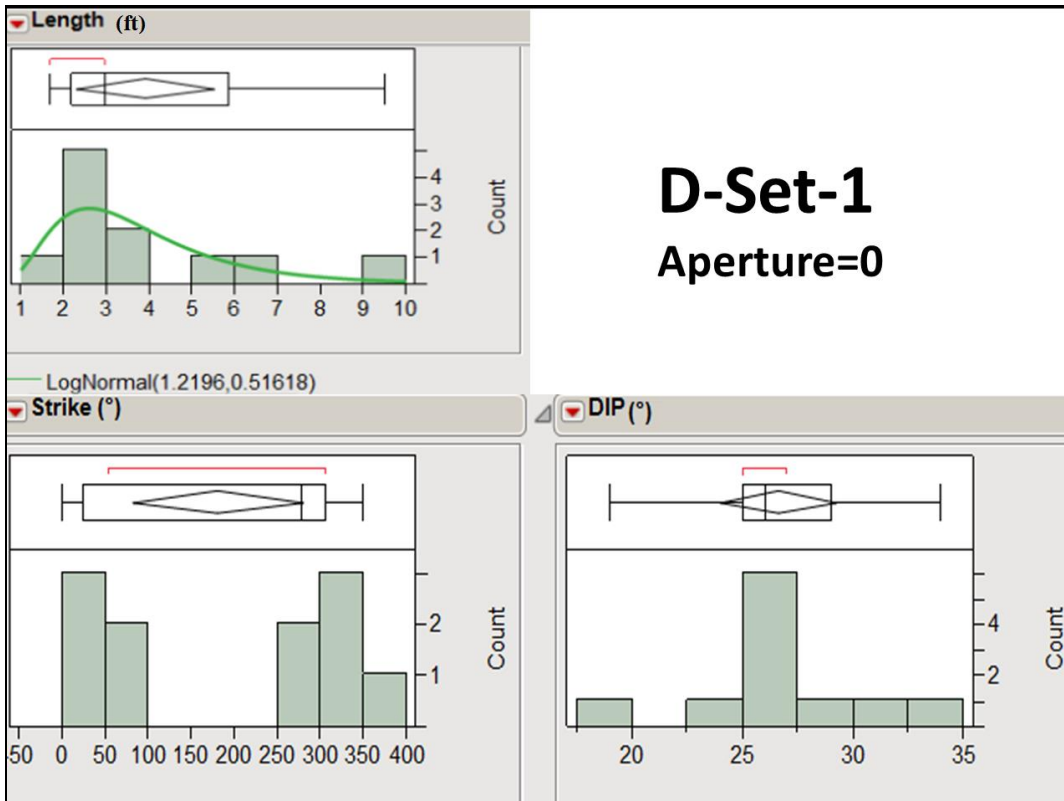 Length (ft)
4
3
2
1
Count
1 2 3 4 5 6 7 8 9 10
LogNormal(1.2196,0.51618)
D-Set-1
Aperture=0
Strike (°)
2
1
Count
-50 0 50 100 150 200 250 300 350 400
DIP (°)
4
2
Count
20 25 30 35